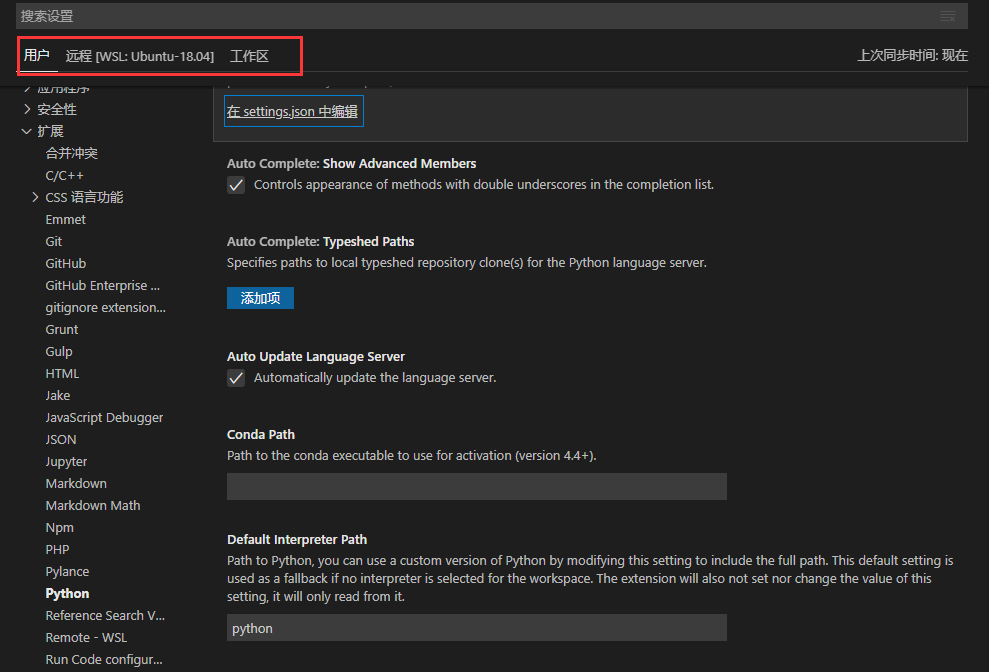 搜索设置
用户 远程 [WSL: Ubuntu-18.04] 工作区 上次同步时间: 现在
应用程序
安全性
扩展
合并冲突
C/C++
CSS 语言功能
Emmet
Git
GitHub
GitHub Enterprise ...
gitignore extension...
Grunt
Gulp
HTML
Jake
JavaScript Debugger
JSON
Jupyter
Markdown
Markdown Math
Npm
PHP
Pylance
Python
Reference Search V...
Remote - WSL
Run Code configur...
在 settings.json 中编辑
Auto Complete: Show Advanced Members
Controls appearance of methods with double underscores in the completion list.
Auto Complete: Typeshed Paths
Specifies paths to local typeshed repository clone(s) for the Python language server.
添加项
Auto Update Language Server
Automatically update the language server.
Conda Path
Path to the conda executable to use for activation (version 4.4+).
Default Interpreter Path
Path to Python, you can use a custom version of Python by modifying this setting to include the full path. This default setting is
used as a fallback if no interpreter is selected for the workspace. The extension will also not set nor change the value of this
setting, it will only read from it.
python